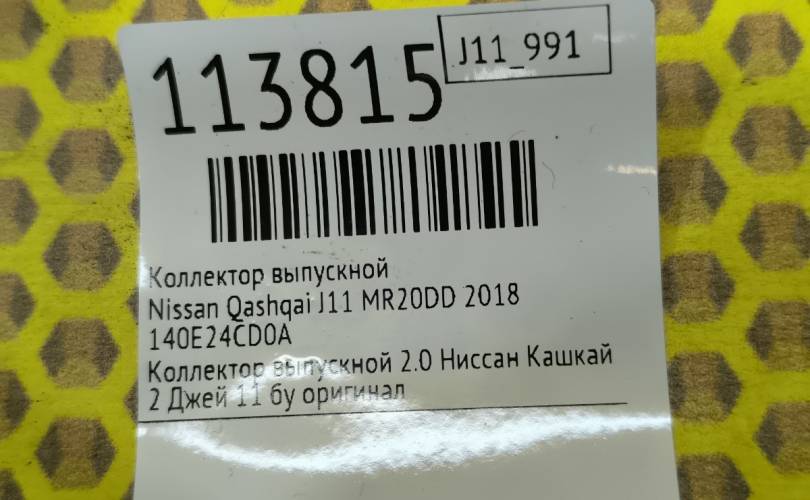 113815
J11_991
Коллектор выпускной
Nissan Qashqai J11 MR20DD 2018
140E24CD0A
Коллектор выпускной 2.0 Ниссан Кашкай
2 Джей 11 бу оригинал